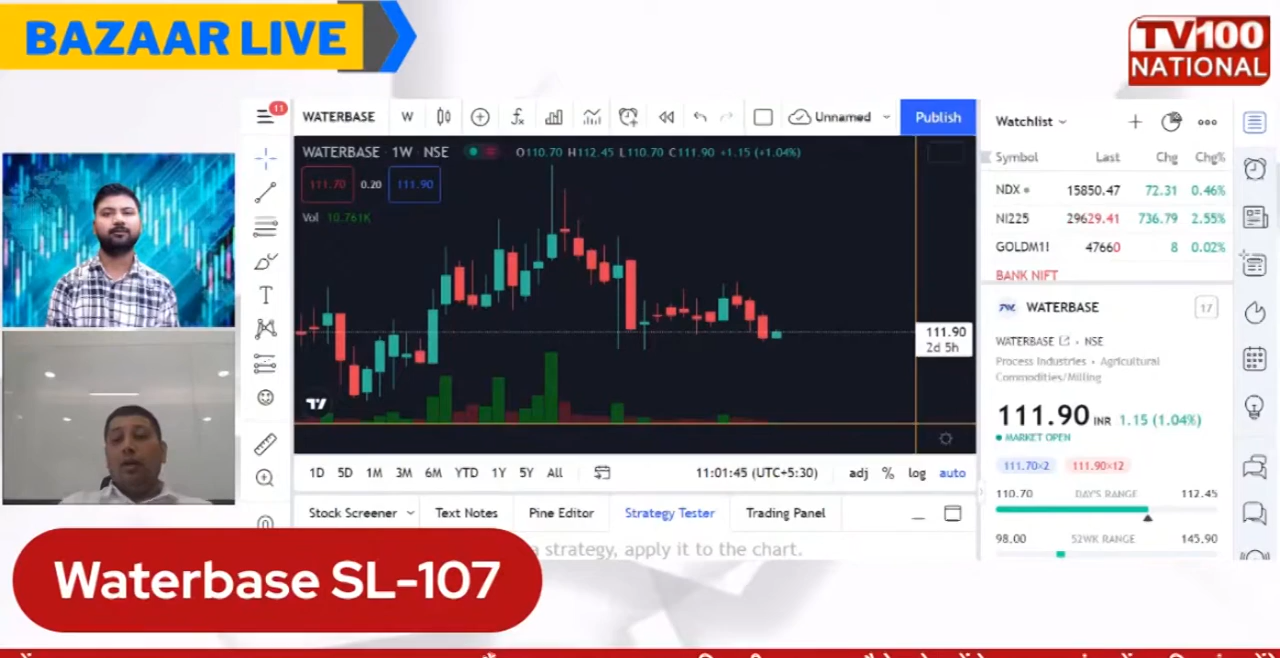 BAZAAR LIVE
TV100
NATIONAL
11
WATERBASE
W
Unnamed
Publish
WATERBASE · 1W · NSE
O110.70 H112.45 L110.70 C111.90 +1.15 (+1.04%)
111.70 0.20 111.90
Vol 10.761K
111.90
2d 5h
1D 5D 1M 3M 6M YTD 1Y 5Y All
11:01:45 (UTC+5:30)
adj % log auto
Stock Screener
Text Notes
Pine Editor
Strategy Tester
Trading Panel
a strategy, apply it to the chart.
Watchlist
Symbol Last Chg Chg%
NDX 15850.47 72.31 0.46%
NI225 29629.41 736.79 2.55%
GOLDM1! 47660 8 0.02%
BANK NIFT
WATERBASE
17
WATERBASE · NSE
Process Industries · Agricultural
Commodities/Milling
111.90 INR 1.15 (1.04%)
MARKET OPEN
111.70×2 111.90×12
110.70 DAY'S RANGE 112.45
98.00 52WK RANGE 145.90
Waterbase SL-107